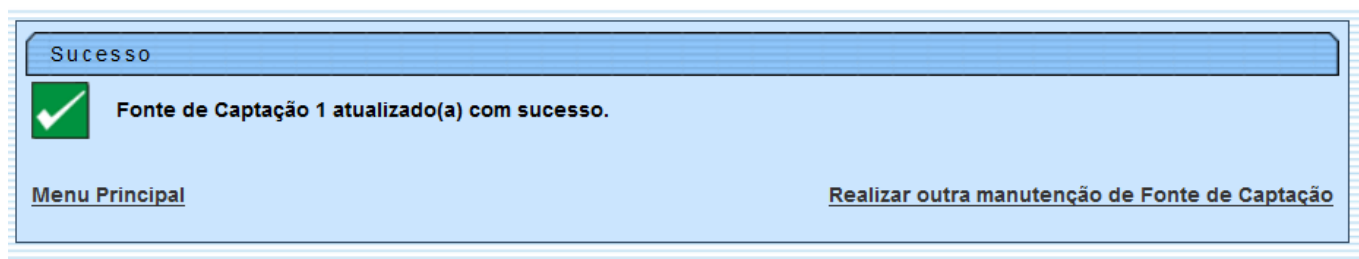 Sucesso
Fonte de Captação 1 atualizado(a) com sucesso.
Menu Principal
Realizar outra manutenção de Fonte de Captação